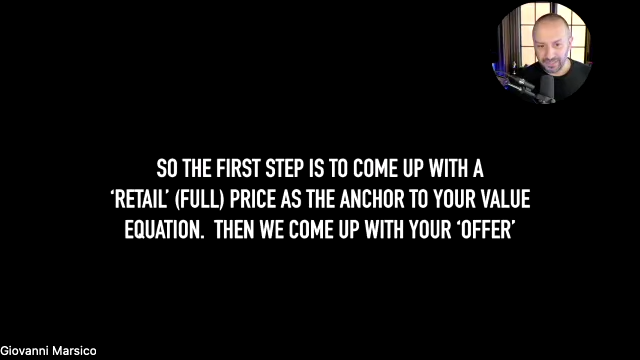 SO THE FIRST STEP IS TO COME UP WITH A
‘RETAIL’ (FULL) PRICE AS THE ANCHOR TO YOUR VALUE
EQUATION.  THEN WE COME UP WITH YOUR ‘OFFER’
Giovanni Marsico